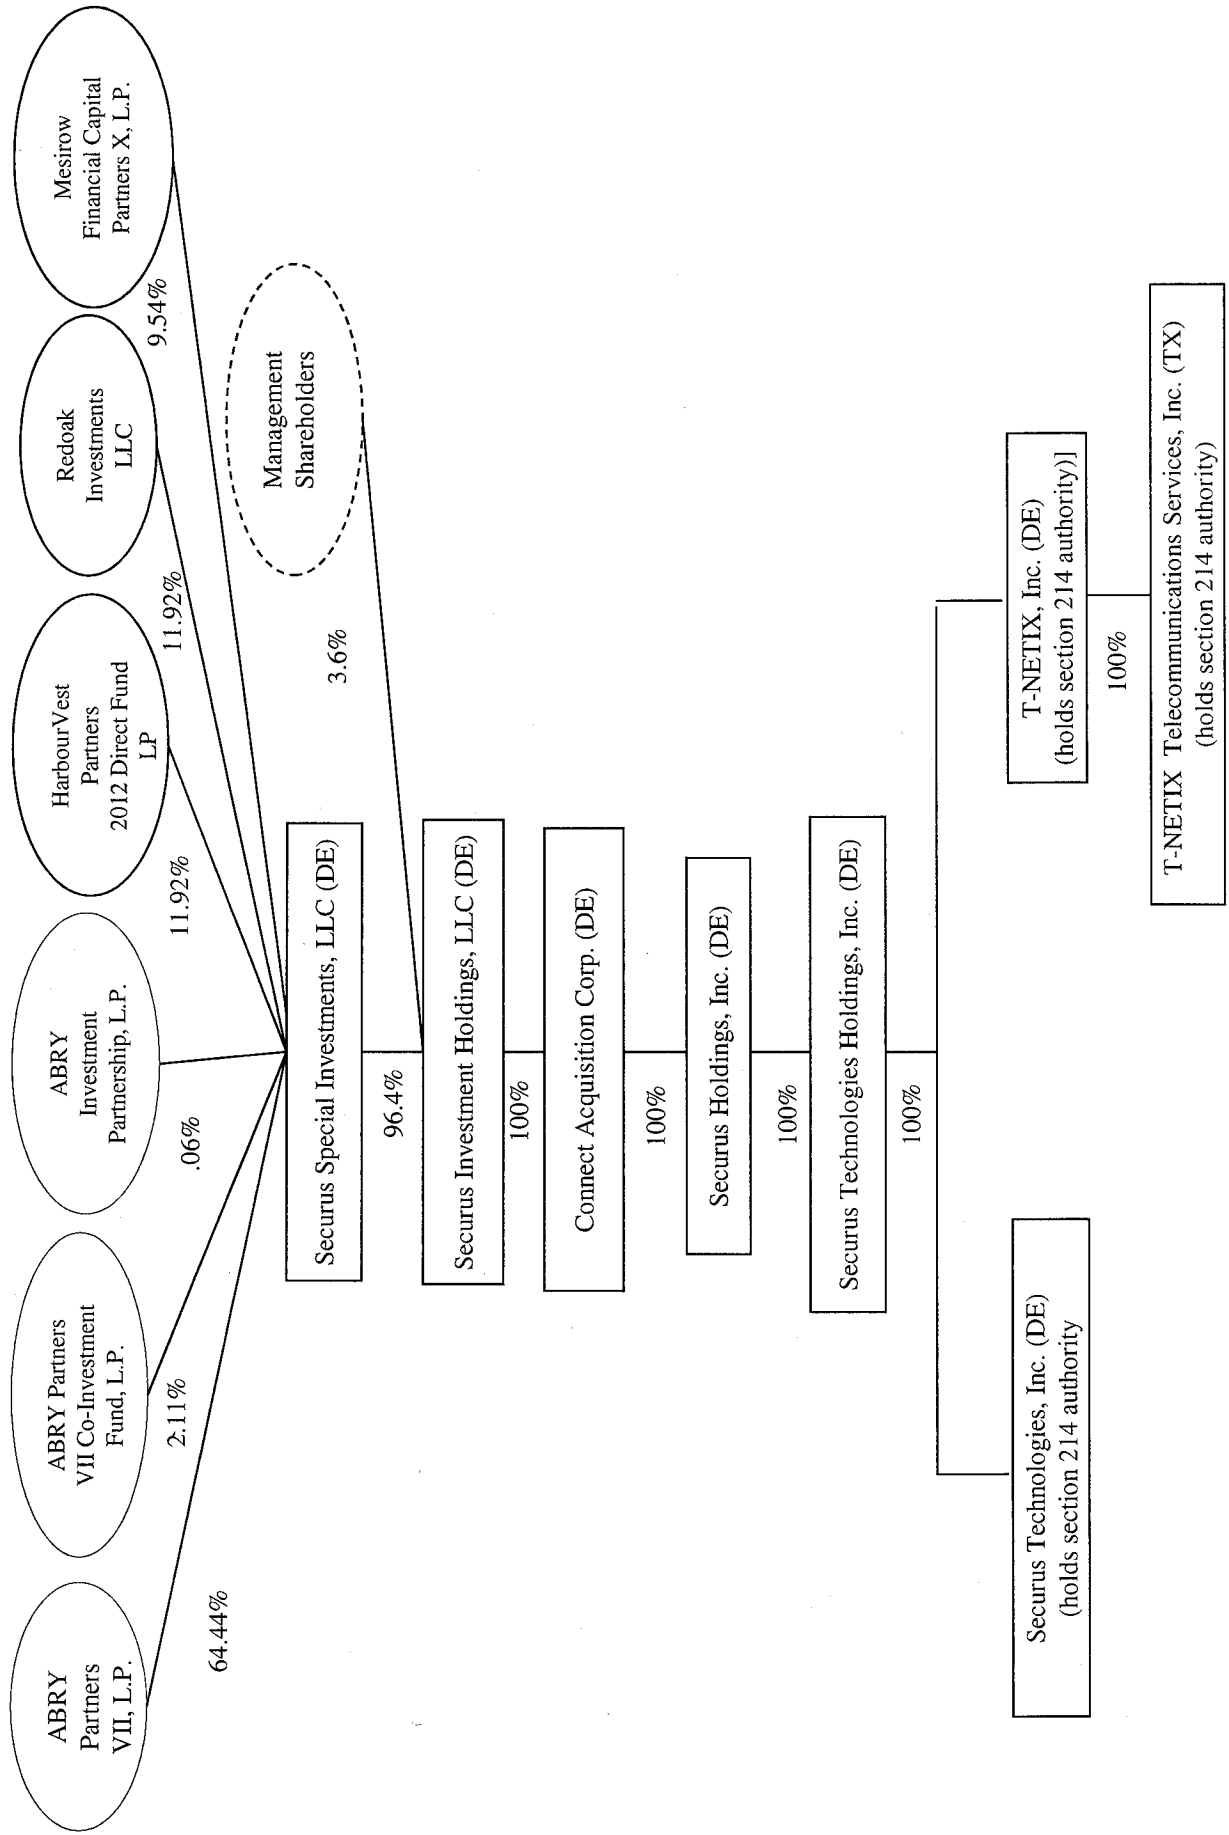 ABRY
Partners
VII, L.P.
ABRY Partners
VII Co-Investment
Fund, L.P.
ABRY
Investment
Partnership, L.P.
HarbourVest
Partners
2012 Direct Fund
LP
Redoak
Investments
LLC
Mesirow
Financial Capital
Partners X, L.P.
64.44%
2.11%
.06%
11.92%
11.92%
9.54%
Management
Shareholders
Securus Special Investments, LLC (DE)
96.4%
3.6%
Securus Investment Holdings, LLC (DE)
100%
Connect Acquisition Corp. (DE)
100%
Securus Holdings, Inc. (DE)
100%
Securus Technologies Holdings, Inc. (DE)
100%
Securus Technologies, Inc. (DE)
(holds section 214 authority
T-NETIX, Inc. (DE)
(holds section 214 authority)]
100%
T-NETIX Telecommunications Services, Inc. (TX)
(holds section 214 authority)